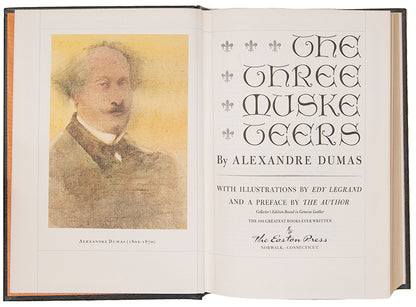 ALEXANDRE DUMAS [1802-1870]
THE
THREE
MUSKE
TEERS
By ALEXANDRE DUMAS
WITH ILLUSTRATIONS BY EDY LEGRAND
AND A PREFACE BY THE AUTHOR
Collector's Edition Bound in Genuine Leather
THE 100 GREATEST BOOKS EVER WRITTEN
The Easton Press
NORWALK, CONNECTICUT